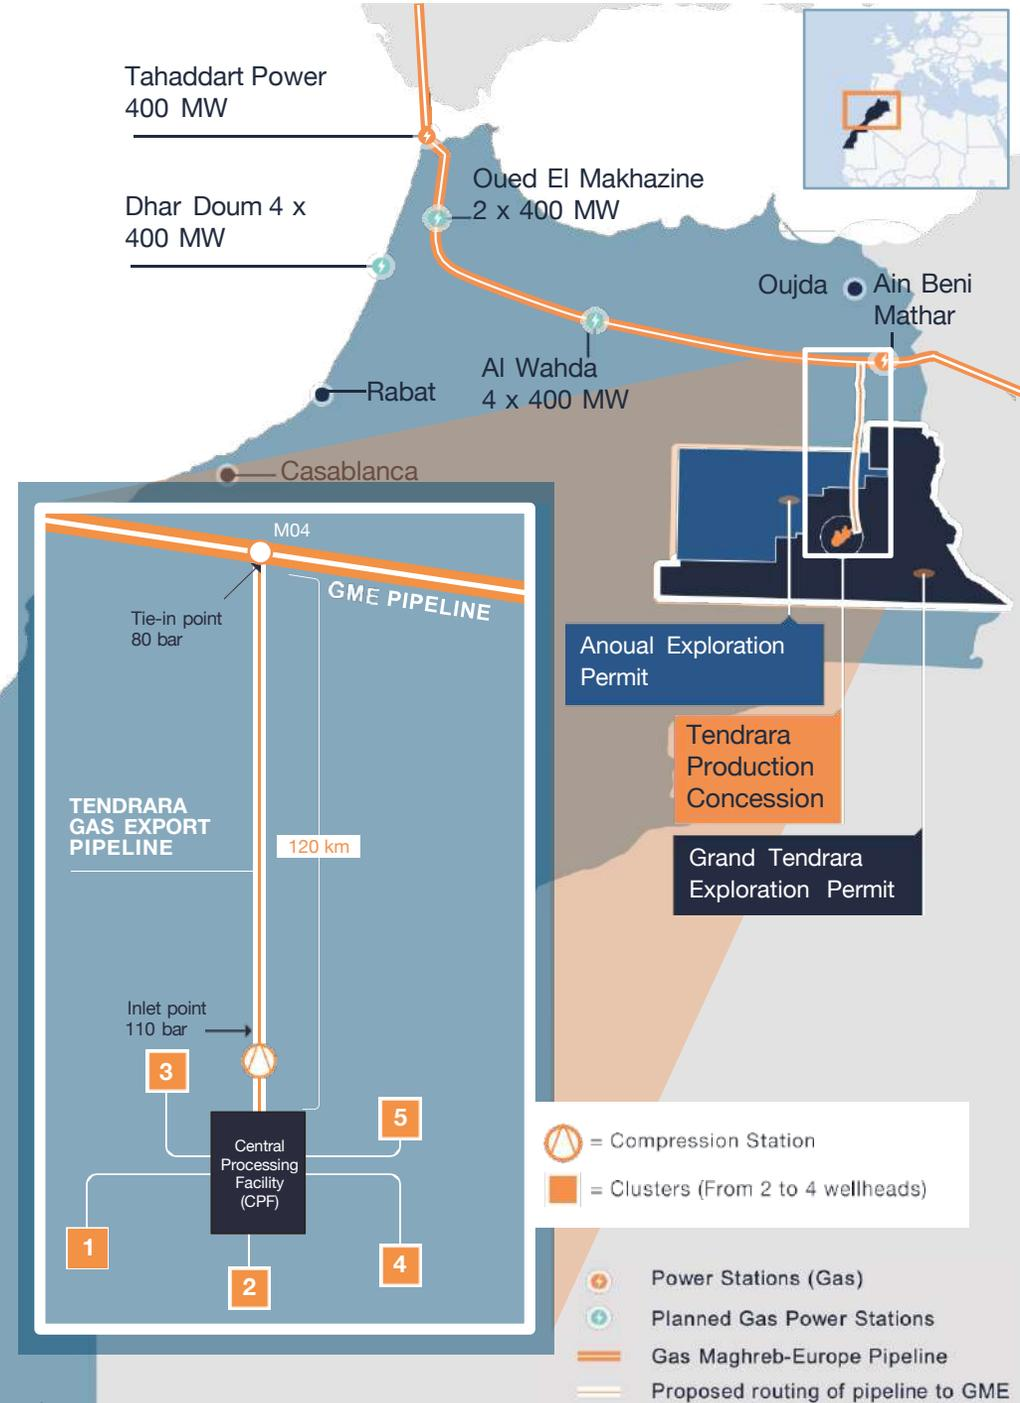 Tahaddart Power
400 MW
Oued El Makhazine
2 x 400 MW
Dhar Doum 4 x
400 MW
Oujda
Ain Beni
Mathar
Al Wahda
4 x 400 MW
Rabat
Casablanca
M04
GME PIPELINE
Tie-in point
80 bar
Anoual Exploration
Permit
Tendrara
Production
Concession
TENDRARA
GAS EXPORT
PIPELINE
120 km
Grand Tendrara
Exploration Permit
Inlet point
110 bar
3
5
Central
Processing
Facility
(CPF)
1
2
4
= Compression Station
= Clusters (From 2 to 4 wellheads)
Power Stations (Gas)
Planned Gas Power Stations
Gas Maghreb-Europe Pipeline
Proposed routing of pipeline to GME